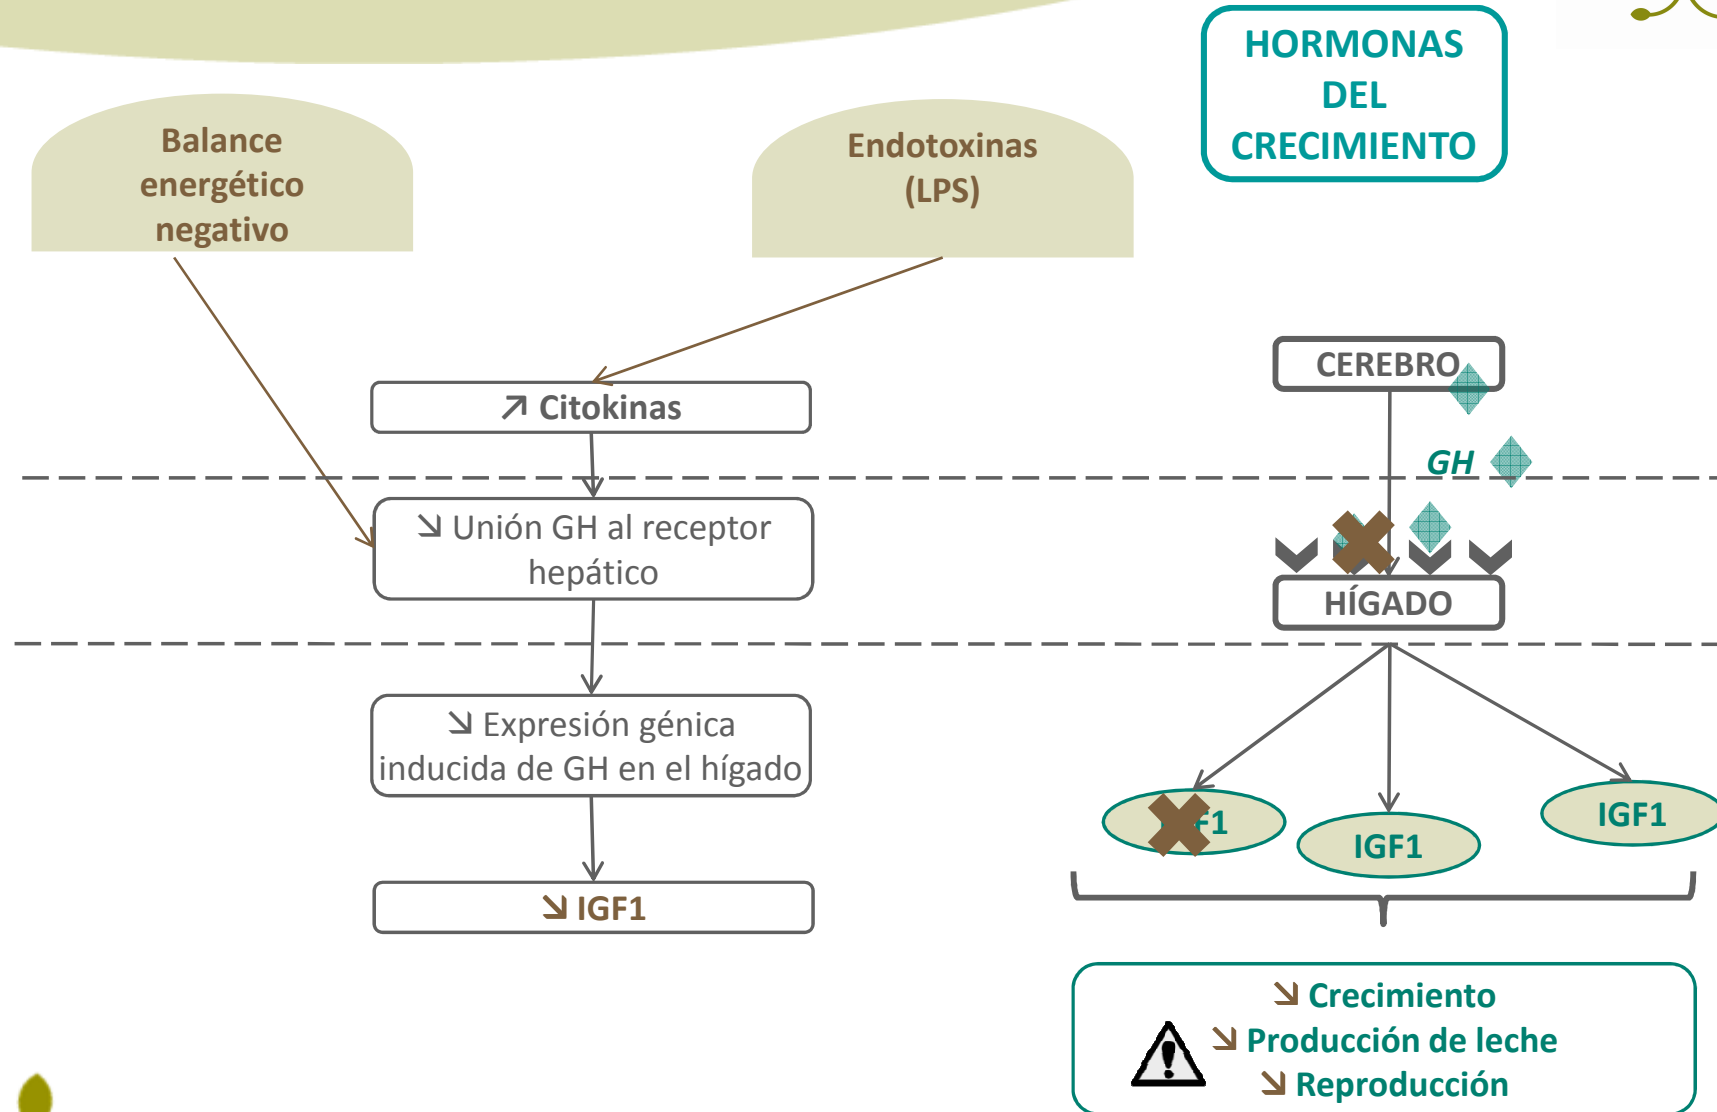 HORMONAS
DEL
CRECIMIENTO
Balance
energético
negativo
Endotoxinas
(LPS)
↗ Citokinas
↘ Unión GH al receptor
hepático
↘ Expresión génica
inducida de GH en el hígado
↘ IGF1
CEREBRO
GH
HÍGADO
F1
IGF1
IGF1
↘ Crecimiento
↘ Producción de leche
↘ Reproducción